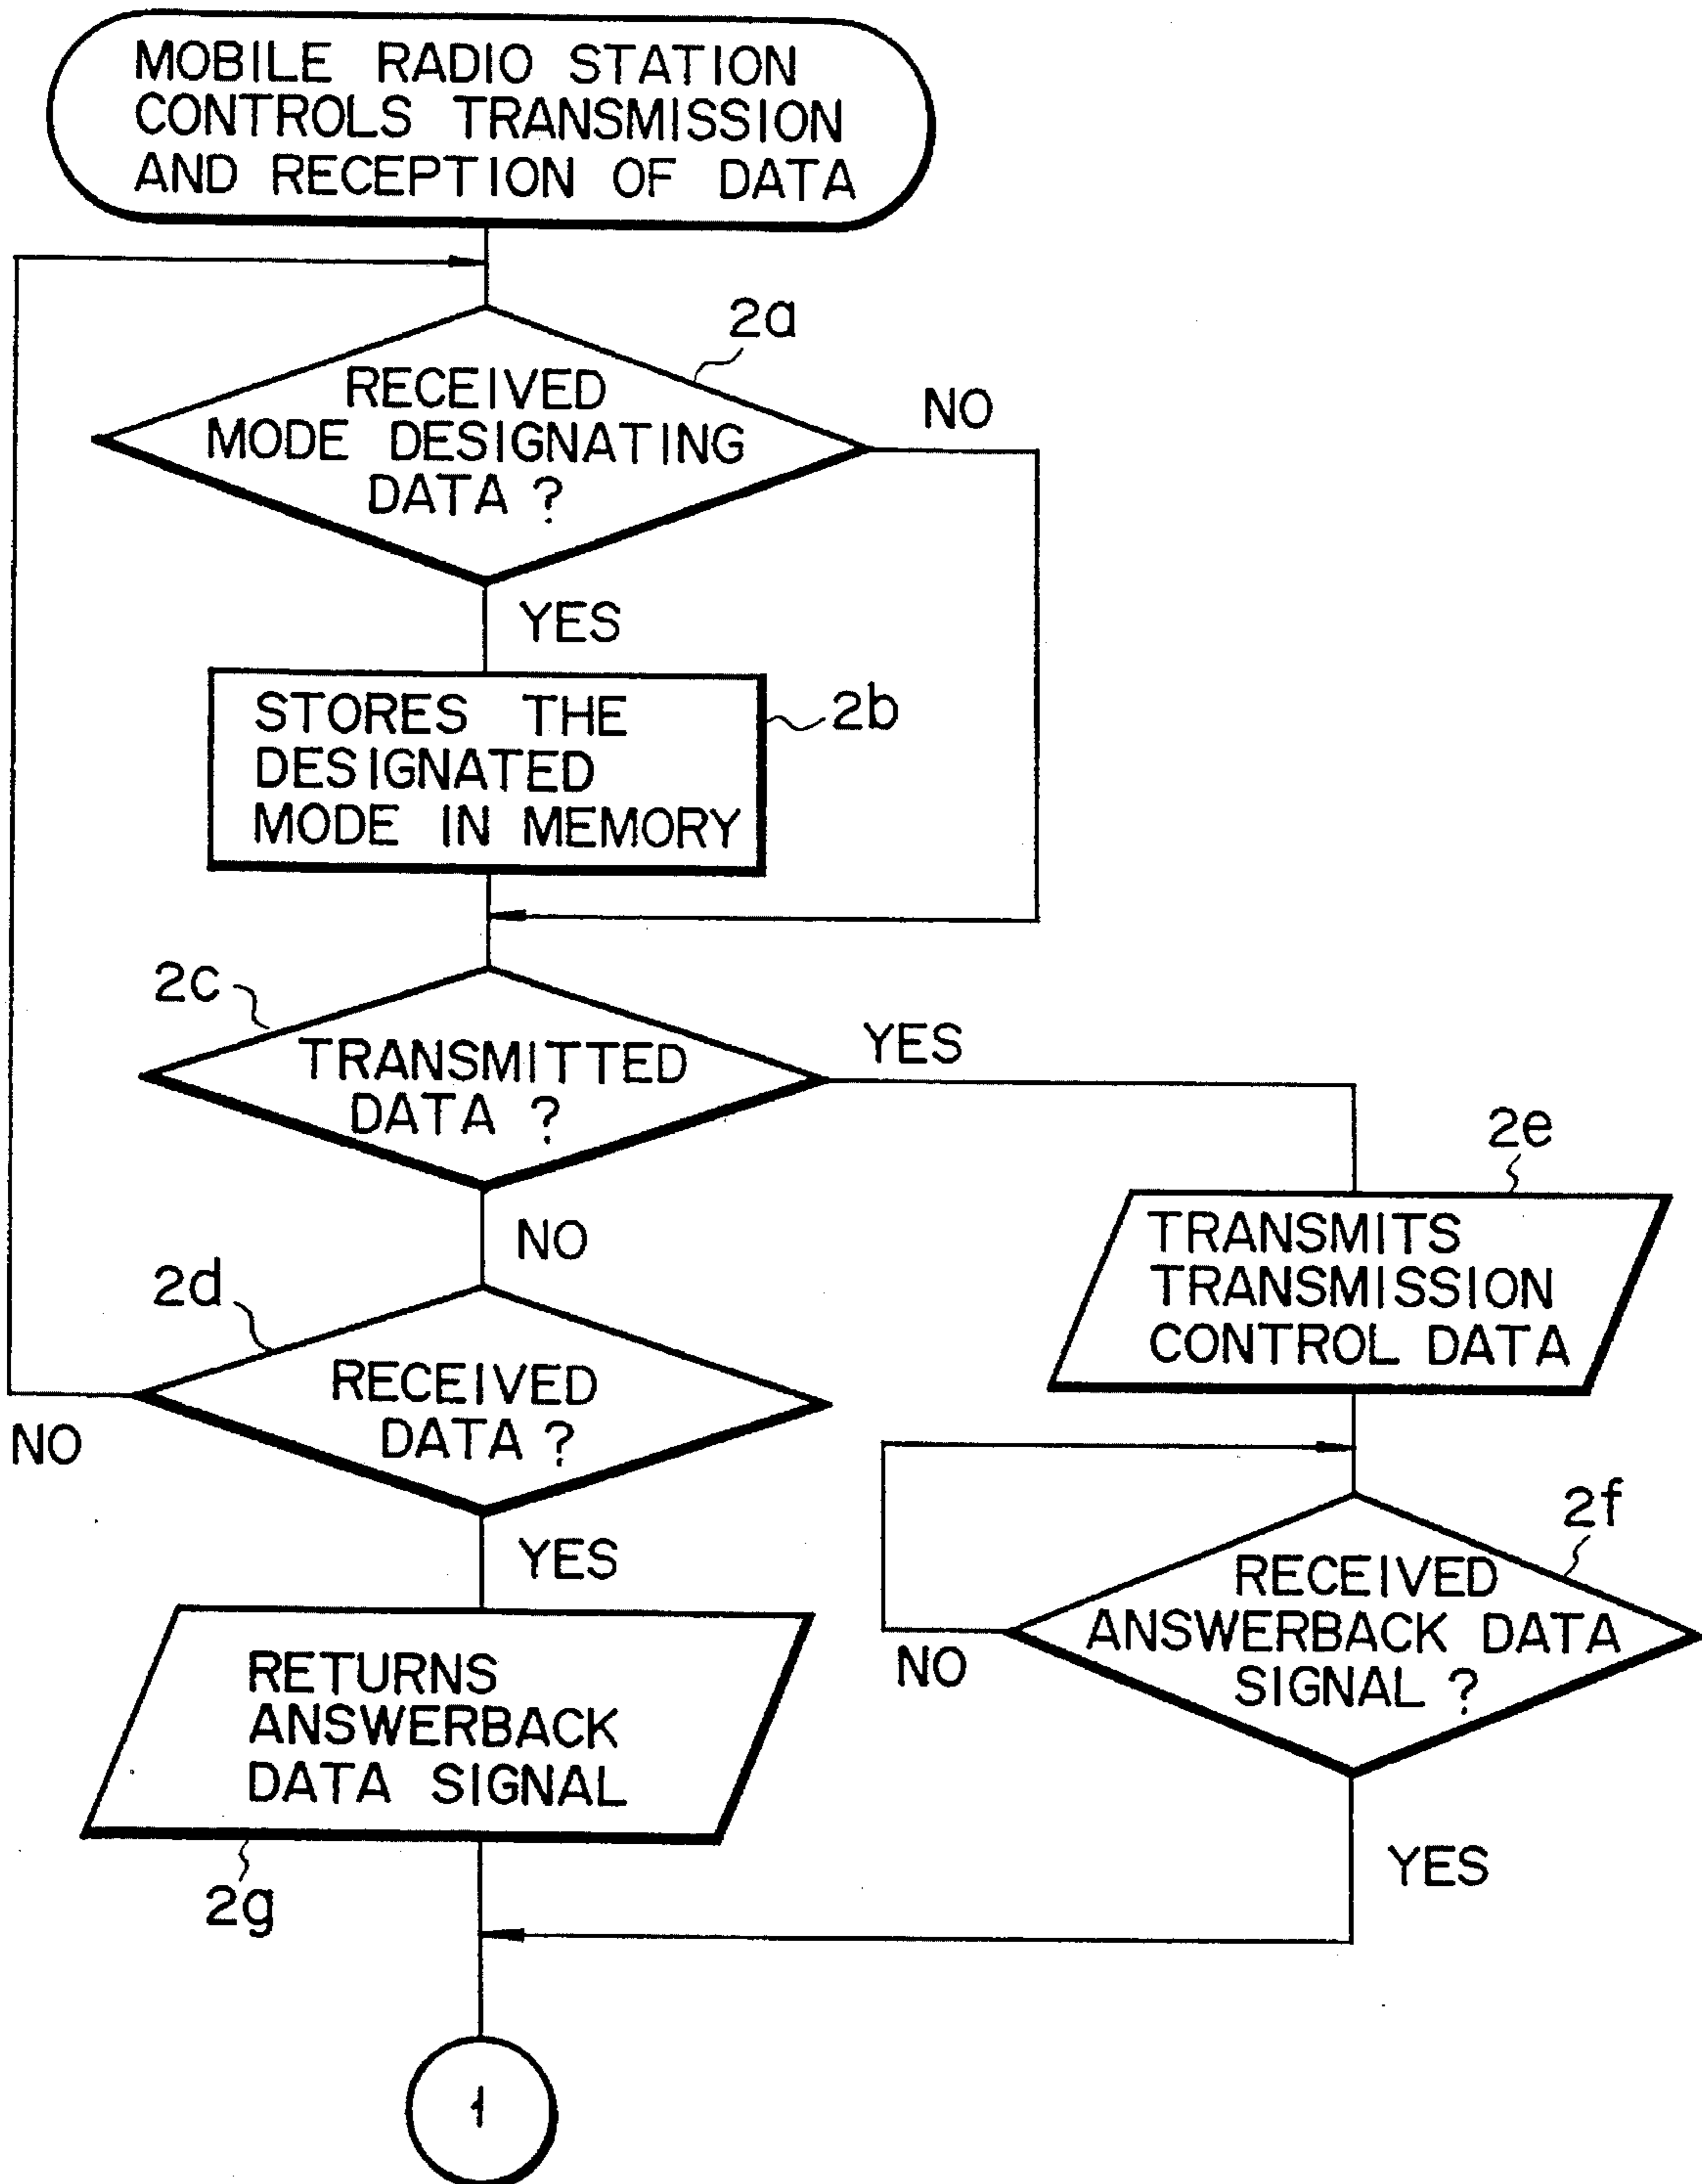 MOBILE RADIO STATION
CONTROLS TRANSMISSION
AND RECEPTION OF DATA
2a
RECEIVED
MODE DESIGNATING
DATA ?
NO
YES
STORES THE
DESIGNATED
MODE IN MEMORY
2b
2c
TRANSMITTED
DATA ?
YES
NO
2e
TRANSMITS
TRANSMISSION
CONTROL DATA
2d
RECEIVED
DATA ?
NO
YES
2f
RECEIVED
ANSWERBACK DATA
SIGNAL ?
NO
YES
RETURNS
ANSWERBACK
DATA SIGNAL
2g
1